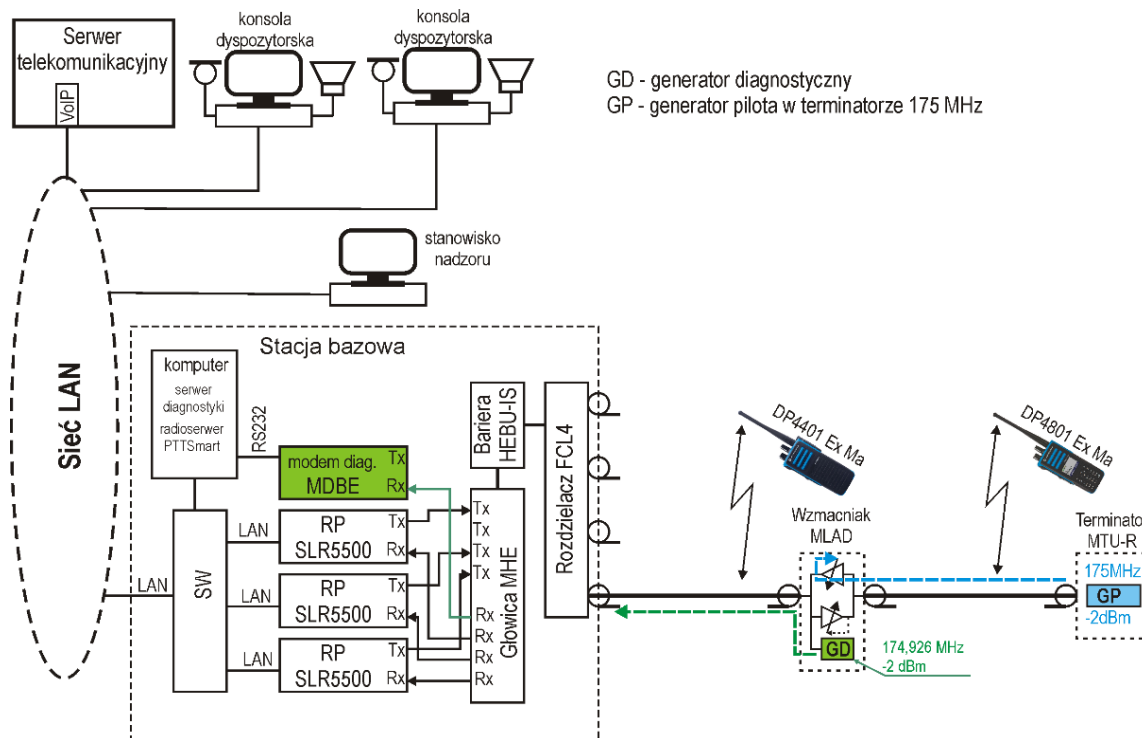 Serwer
telekomunikacyjny
VoIP
konsola
dyspozytorska
konsola
dyspozytorska
GD - generator diagnostyczny
GP - generator pilota w terminatorze 175 MHz
stanowisko
nadzoru
Sieć LAN
Stacja bazowa
komputer
serwer
diagnostyki
radioserwer
PTTSmart
RS232
modem diag.
MDBE
Tx
Rx
Bariera
HEBU-IS
Rozdzielacz FCL4
LAN
SW
LAN
RP
SLR5500
Tx
Rx
LAN
RP
SLR5500
Tx
Rx
LAN
RP
SLR5500
Tx
Rx
Głowica MHE
Tx
Tx
Tx
Tx
Rx
Rx
Rx
Rx
DP4401 Ex Ma
DP4801 Ex Ma
Wzmacniak
MLAD
GD
174,926 MHz
-2 dBm
Terminato
MTU-R
175MHz
GP
-2dBm